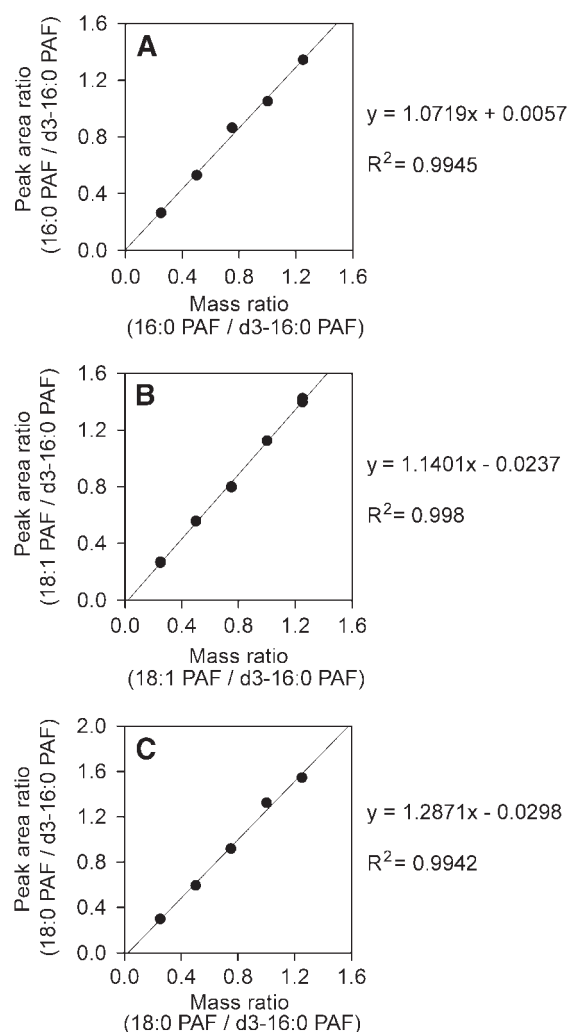 A
Peak area ratio
(16:0 PAF / d3-16:0 PAF)
1.6
1.2
0.8
0.4
0.0
0.0 0.4 0.8 1.2 1.6
Mass ratio
(16:0 PAF / d3-16:0 PAF)
y = 1.0719x + 0.0057
R²= 0.9945
B
Peak area ratio
(18:1 PAF / d3-16:0 PAF)
1.6
1.2
0.8
0.4
0.0
0.0 0.4 0.8 1.2 1.6
Mass ratio
(18:1 PAF / d3-16:0 PAF)
y = 1.1401x - 0.0237
R²= 0.998
C
Peak area ratio
(18:0 PAF / d3-16:0 PAF)
2.0
1.6
1.2
0.8
0.4
0.0
0.0 0.4 0.8 1.2 1.6
Mass ratio
(18:0 PAF / d3-16:0 PAF)
y = 1.2871x - 0.0298
R²= 0.9942